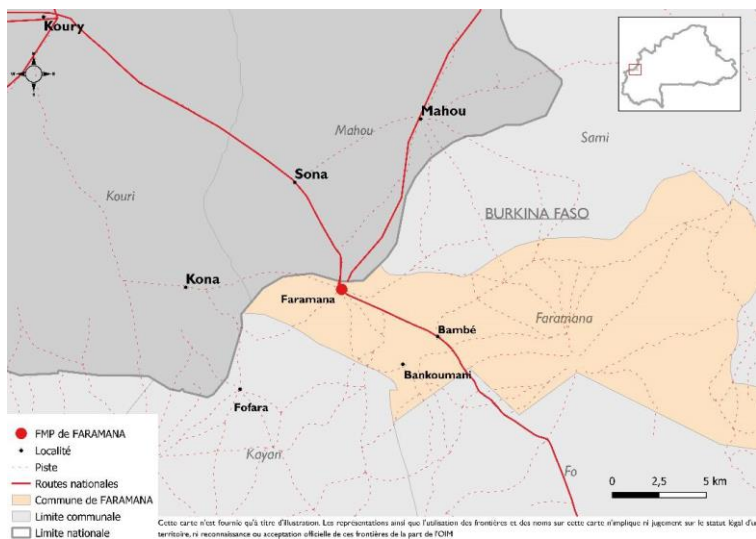 Koury
Mahou
Mahou
Sami
Sona
Kouri
BURKINA FASO
Kona
Faramana
Faramana
Bambé
Bankoumani
Fofara
Kayan
Fo
FMP de FARAMANA
Localité
Piste
Routes nationales
Commune de FARAMANA
Limite communale
Limite nationale
0 2,5 5 km
Cette carte n'est fournie qu'à titre d'illustration. Les représentations ainsi que l'utilisation des frontières et des noms sur cette carte n'implique ni jugement sur le statut légal d'un
territoire, ni reconnaissance ou acceptation officielle de ces frontières de la part de l'OIM